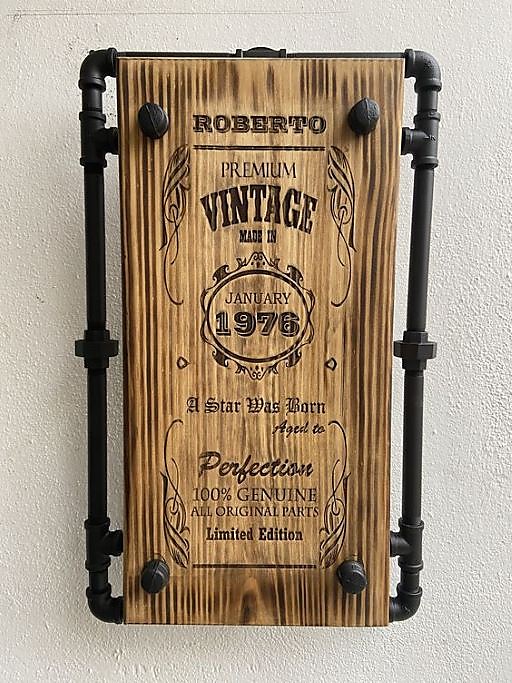 ROBERTO
PREMIUM
VINTAGE
MADE IN
JANUARY
1976
A Star Was Born
Aged to
Perfection
100% GENUINE
ALL ORIGINAL PARTS
Limited Edition